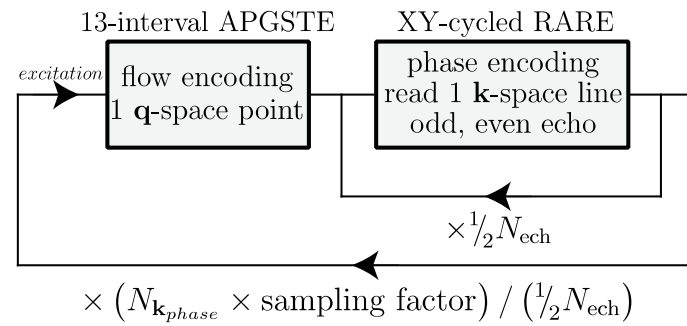 13-interval APGSTE
XY-cycled RARE
excitation
flow encoding
1 q-space point
phase encoding
read 1 k-space line
odd, even echo
×½N_ech
× (N_k_phase × sampling factor) / (½N_ech)